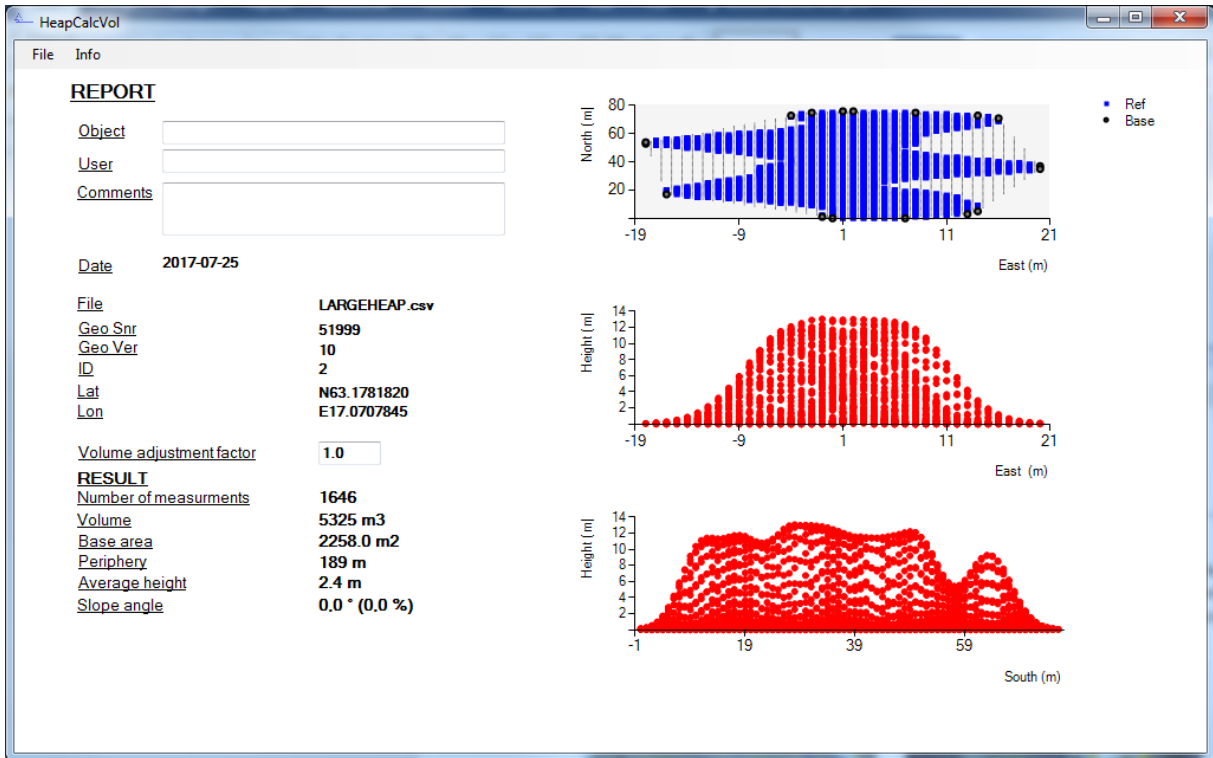 HeapCalcVol
File Info
REPORT
Object
User
Comments
Date 2017-07-25
File LARGEHEAP.csv
Geo Snr 51999
Geo Ver 10
ID 2
Lat N63.1781820
Lon E17.0707845
Volume adjustment factor 1.0
RESULT
Number of measurments 1646
Volume 5325 m3
Base area 2258.0 m2
Periphery 189 m
Average height 2.4 m
Slope angle 0,0 ° (0,0 %)
North [m]
80
60
40
20
-19 -9 1 11 21
East (m)
Ref
Base
Height [m]
14
12
10
8
6
4
2
-19 -9 1 11 21
East (m)
Height [m]
14
12
10
8
6
4
2
-1 19 39 59
South (m)